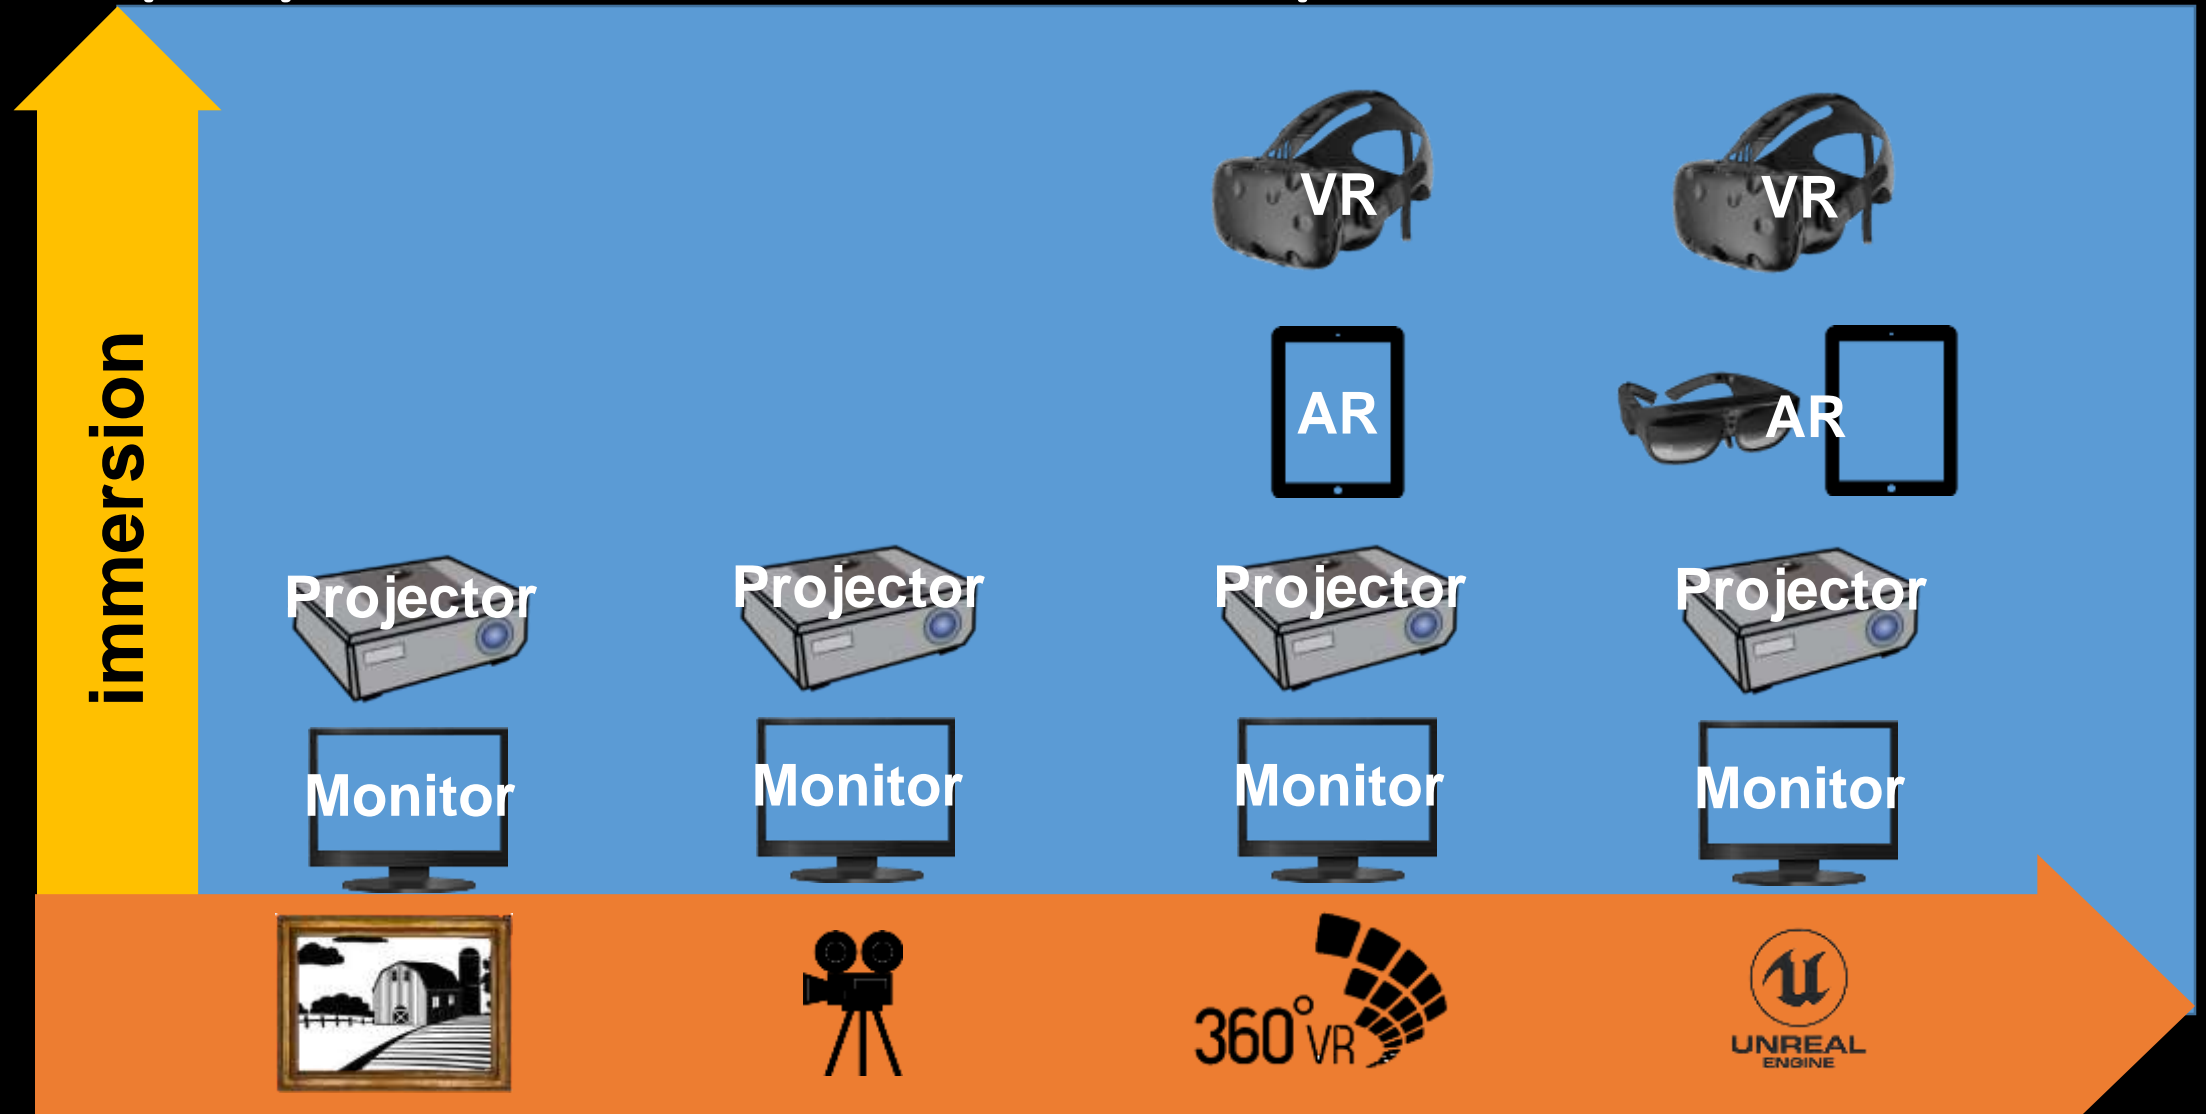 VR
VR
immersion
AR
AR
Projector
Projector
Projector
Projector
Monitor
Monitor
Monitor
Monitor
360°VR
UNREAL
ENGINE